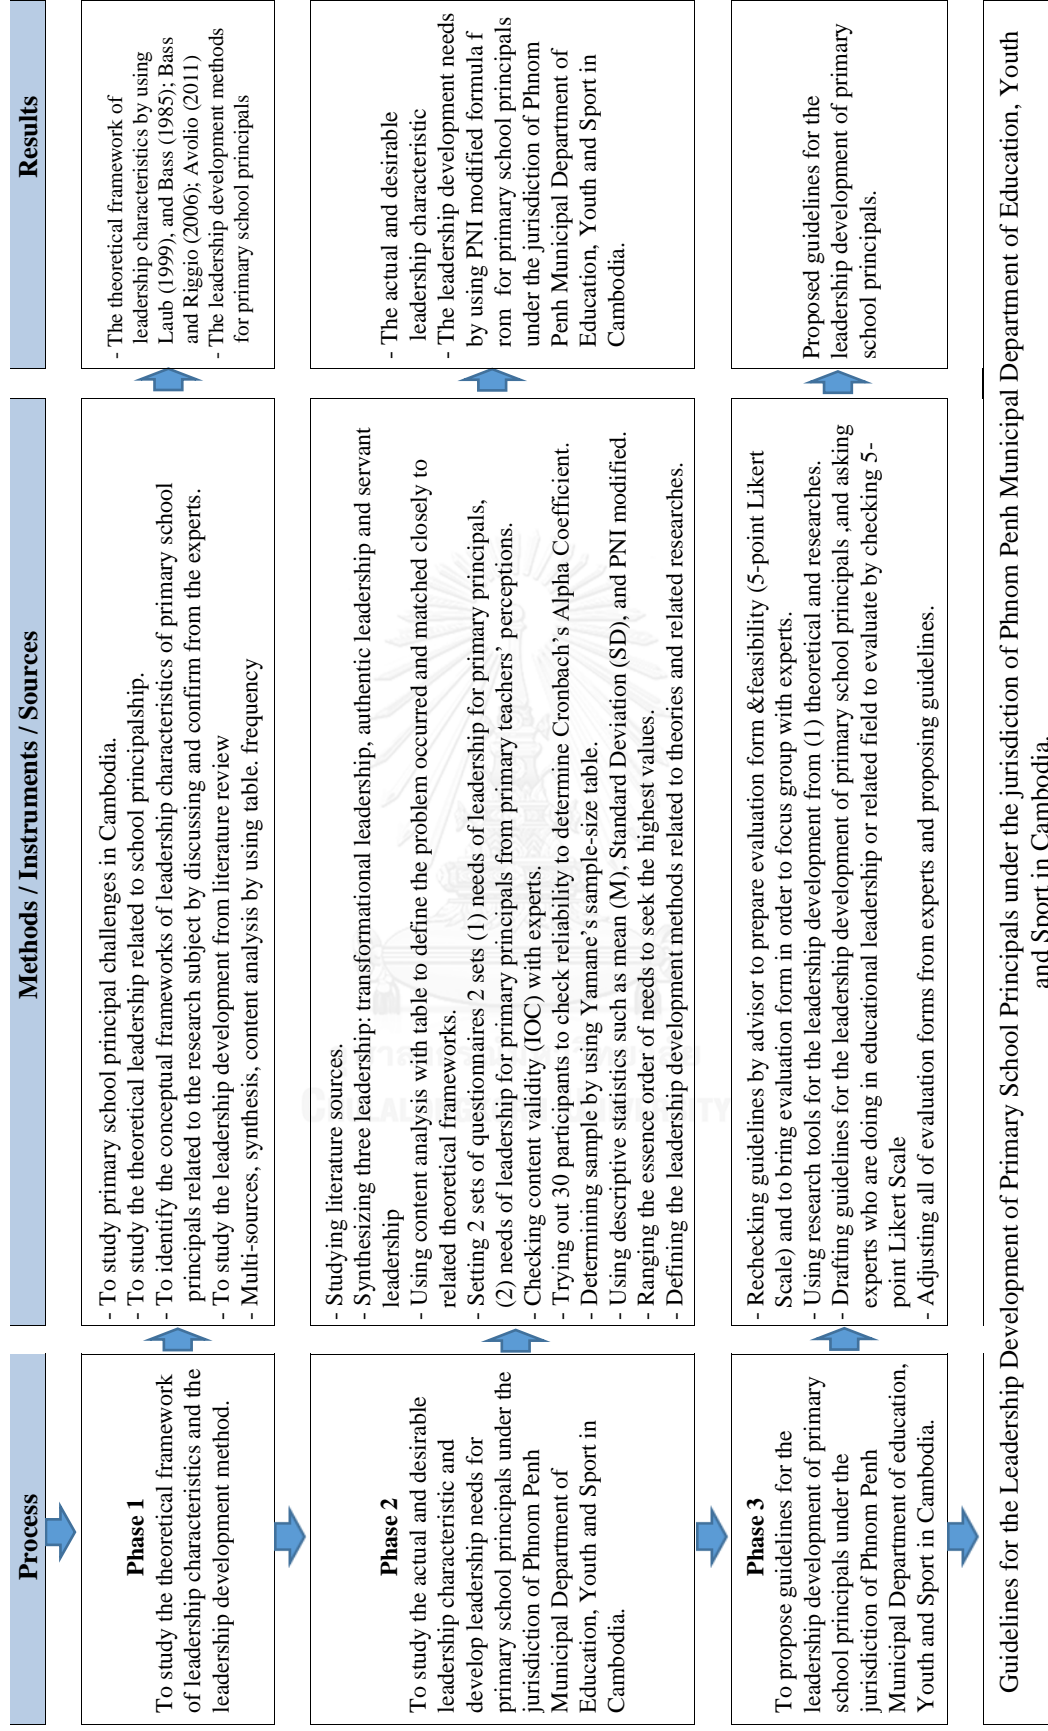 Process
Methods / Instruments / Sources
Results
Phase 1
To study the theoretical framework
of leadership characteristics and the
leadership development method.
- To study primary school principal challenges in Cambodia.
- To study the theoretical leadership related to school principalship.
- To identify the conceptual frameworks of leadership characteristics of primary school
principals related to the research subject by discussing and confirm from the experts.
- To study the leadership development from literature review
- Multi-sources, synthesis, content analysis by using table. frequency
- The theoretical framework of
leadership characteristics by using
Laub (1999), and Bass (1985); Bass
and Riggio (2006); Avolio (2011)
- The leadership development methods
for primary school principals
Phase 2
To study the actual and desirable
leadership characteristic and
develop leadership needs for
primary school principals under the
jurisdiction of Phnom Penh
Municipal Department of
Education, Youth and Sport in
Cambodia.
- Studying literature sources.
- Synthesizing three leadership: transformational leadership, authentic leadership and servant
leadership
- Using content analysis with table to define the problem occurred and matched closely to
related theoretical frameworks.
- Setting 2 sets of questionnaires 2 sets (1) needs of leadership for primary principals,
(2) needs of leadership for primary principals from primary teachers' perceptions.
- Checking content validity (IOC) with experts.
- Trying out 30 participants to check reliability to determine Cronbach's Alpha Coefficient.
- Determining sample by using Yamane's sample-size table.
- Using descriptive statistics such as mean (M), Standard Deviation (SD), and PNI modified.
- Ranging the essence order of needs to seek the highest values.
- Defining the leadership development methods related to theories and related researches.
- The actual and desirable
leadership characteristic
- The leadership development needs
by using PNI modified formula f
rom for primary school principals
under the jurisdiction of Phnom
Penh Municipal Department of
Education, Youth and Sport in
Cambodia.
Phase 3
To propose guidelines for the
leadership development of primary
school principals under the
jurisdiction of Phnom Penh
Municipal Department of education,
Youth and Sport in Cambodia.
- Rechecking guidelines by advisor to prepare evaluation form &feasibility (5-point Likert
Scale) and to bring evaluation form in order to focus group with experts.
- Using research tools for the leadership development from (1) theoretical and researches.
- Drafting guidelines for the leadership development of primary school principals ,and asking
experts who are doing in educational leadership or related field to evaluate by checking 5-
point Likert Scale
- Adjusting all of evaluation forms from experts and proposing guidelines.
Proposed guidelines for the
leadership development of primary
school principals.
Guidelines for the Leadership Development of Primary School Principals under the jurisdiction of Phnom Penh Municipal Department of Education, Youth
and Sport in Cambodia.
CHULALONGKORN UNIVERSITY